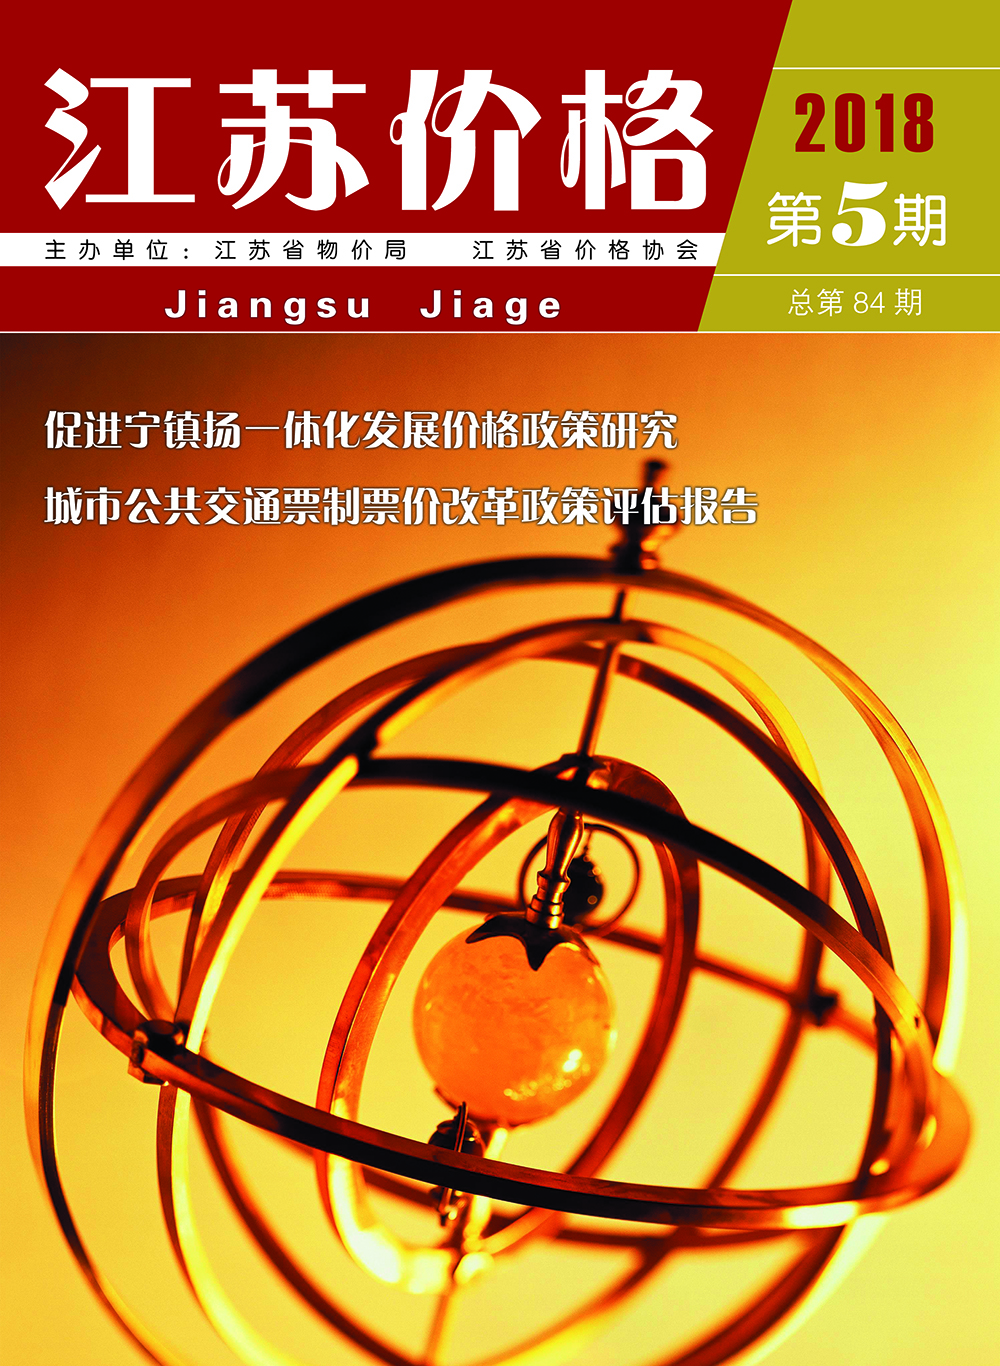 江苏价格
主办单位：江苏省物价局 江苏省价格协会
Jiangsu Jiage
2018
第5期
总第84期
促进宁镇扬一体化发展价格政策研究
城市公共交通票制票价改革政策评估报告